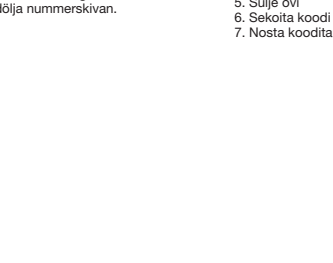 dölja nummerskivan.
5. Sulje ovi
6. Sekoita koodi
7. Nosta koodita